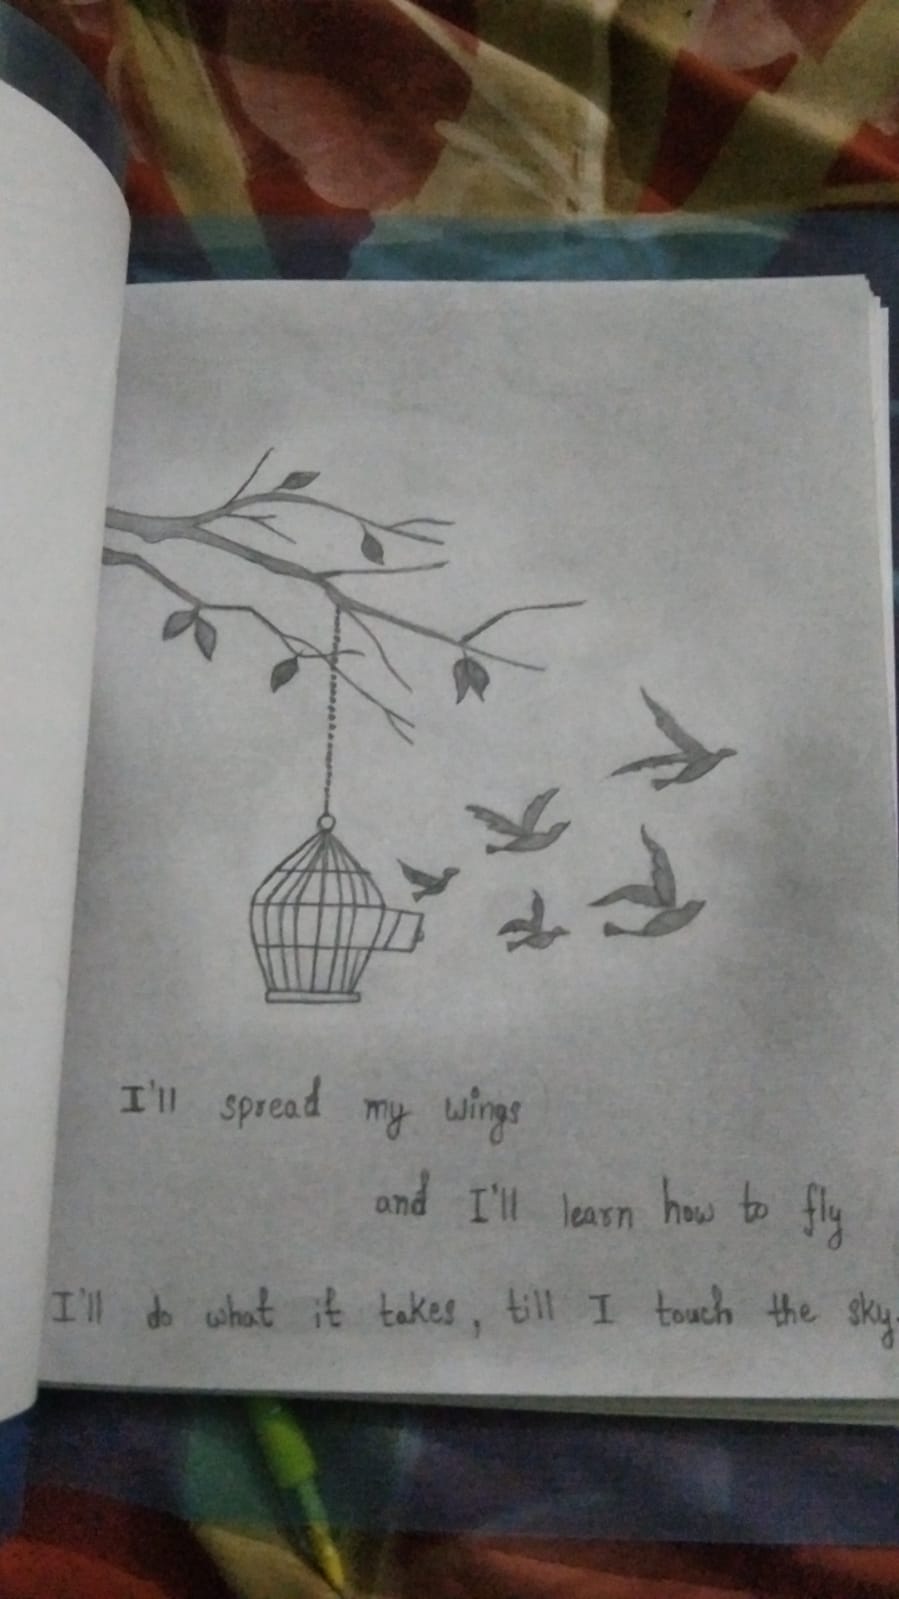 I'll spread my wings
and I'll learn how to fly
I'll do what it takes, till I touch the sky.